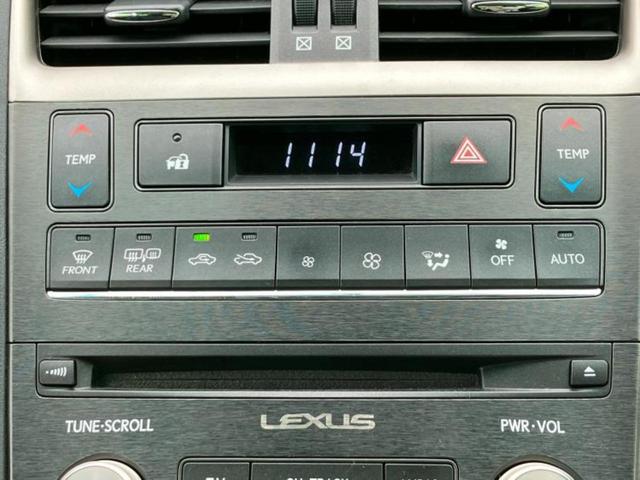 TEMP
1114
TEMP
FRONT
REAR
OFF
AUTO
TUNE·SCROLL
LEXUS
PWR·VOL